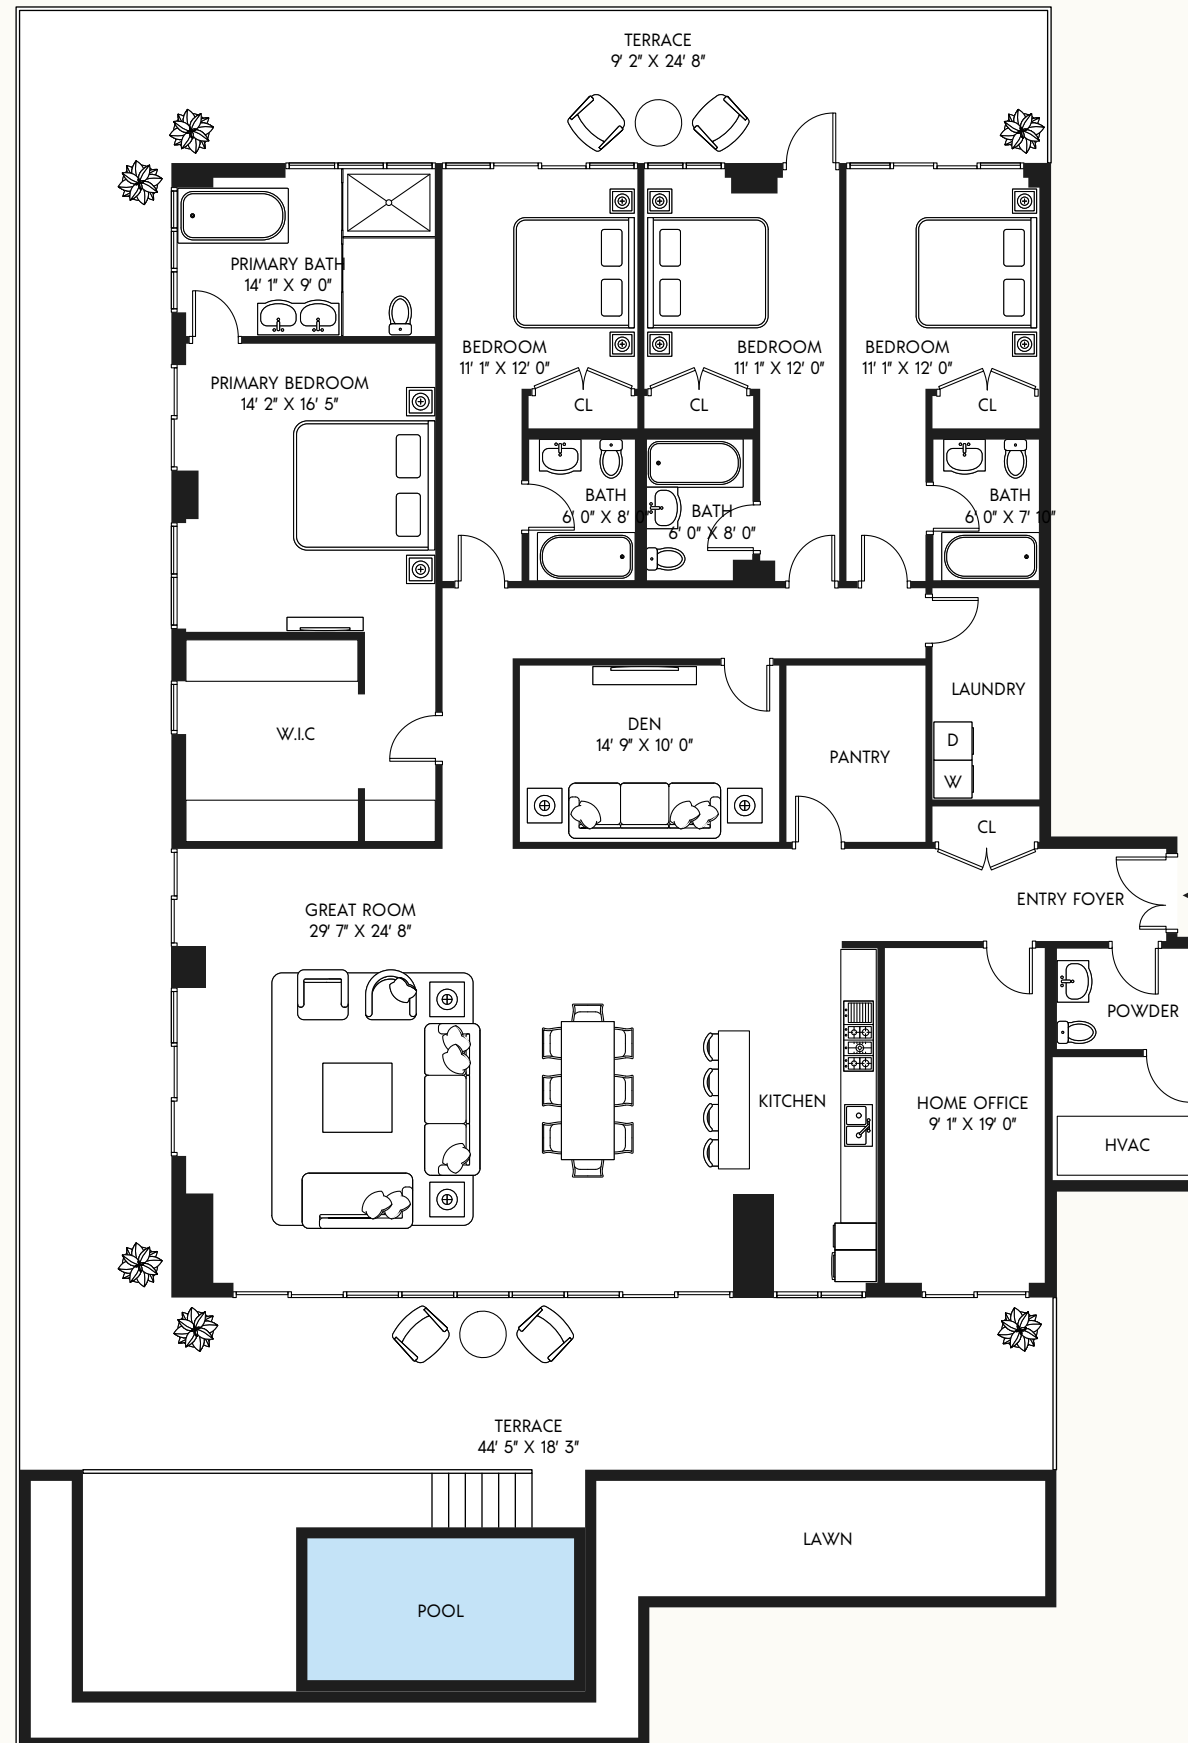 TERRACE
9' 2" X 24' 8"
PRIMARY BATH
14' 1" X 9' 0"
BEDROOM
11' 1" X 12' 0"
BEDROOM
11' 1" X 12' 0"
BEDROOM
11' 1" X 12' 0"
PRIMARY BEDROOM
14' 2" X 16' 5"
CL
CL
CL
BATH
6' 0" X 8' 0"
BATH
6' 0" X 8' 0"
BATH
6' 0" X 7' 10"
LAUNDRY
W.I.C
DEN
14' 9" X 10' 0"
PANTRY
D
W
CL
ENTRY FOYER
GREAT ROOM
29' 7" X 24' 8"
POWDER
KITCHEN
HOME OFFICE
9' 1" X 19' 0"
HVAC
TERRACE
44' 5" X 18' 3"
LAWN
POOL